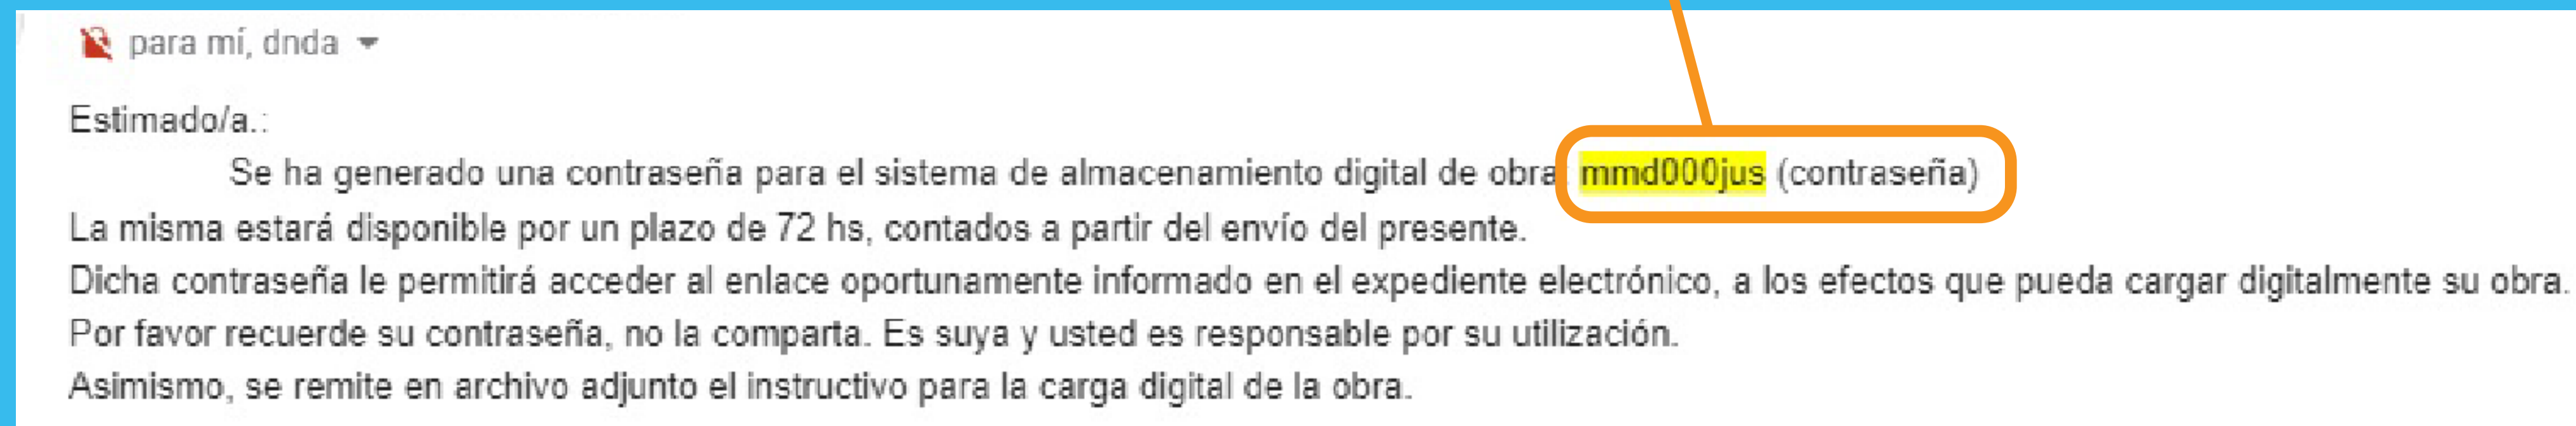 para mí, dnda
Estimado/a.:
Se ha generado una contraseña para el sistema de almacenamiento digital de obra mmd000jus (contraseña)
La misma estará disponible por un plazo de 72 hs, contados a partir del envío del presente.
Dicha contraseña le permitirá acceder al enlace oportunamente informado en el expediente electrónico, a los efectos que pueda cargar digitalmente su obra.
Por favor recuerde su contraseña, no la comparta. Es suya y usted es responsable por su utilización.
Asimismo, se remite en archivo adjunto el instructivo para la carga digital de la obra.